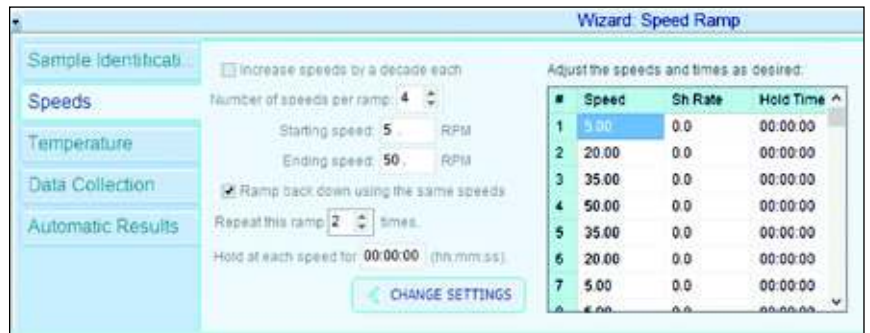 Wizard: Speed Ramp
Sample Identificati...
Speeds
Temperature
Data Collection
Automatic Results
Increase speeds by a decade each
Number of speeds per ramp: 4
Starting speed: 5. RPM
Ending speed: 50. RPM
Ramp back down using the same speeds
Repeat this ramp 2 times.
Hold at each speed for 00:00:00 (hh:mm:ss)
CHANGE SETTINGS
Adjust the speeds and times as desired:
# Speed Sh Rate Hold Time
1 5.00 0.0 00:00:00
2 20.00 0.0 00:00:00
3 35.00 0.0 00:00:00
4 50.00 0.0 00:00:00
5 35.00 0.0 00:00:00
6 20.00 0.0 00:00:00
7 5.00 0.0 00:00:00